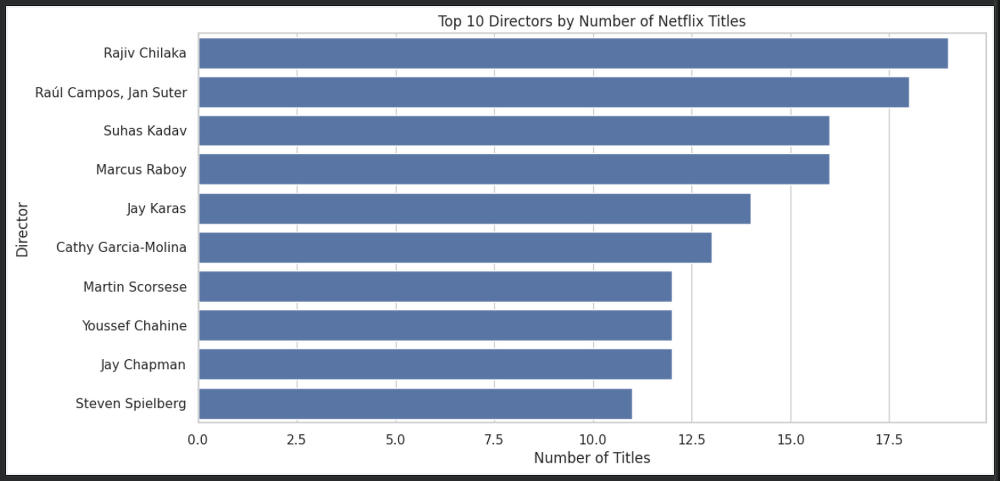 Top 10 Directors by Number of Netflix Titles
Rajiv Chilaka
Raúl Campos, Jan Suter
Suhas Kadav
Marcus Raboy
Jay Karas
Cathy Garcia-Molina
Martin Scorsese
Youssef Chahine
Jay Chapman
Steven Spielberg
Director
0.0 2.5 5.0 7.5 10.0 12.5 15.0 17.5
Number of Titles